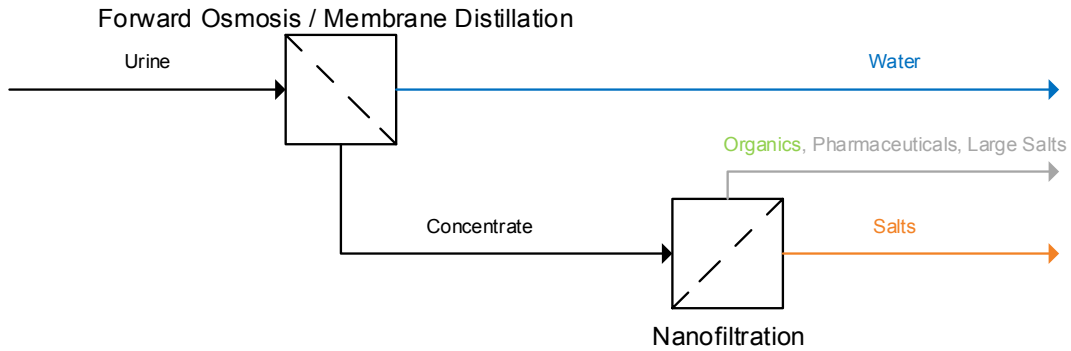 Forward Osmosis / Membrane Distillation
Urine
Water
Organics, Pharmaceuticals, Large Salts
Concentrate
Salts
Nanofiltration